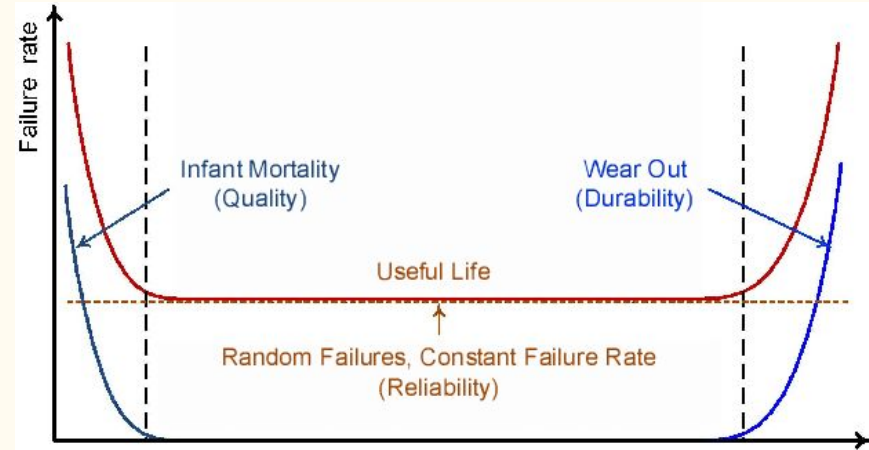 Failure rate
Infant Mortality
(Quality)
Wear Out
(Durability)
Useful Life
Random Failures, Constant Failure Rate
(Reliability)